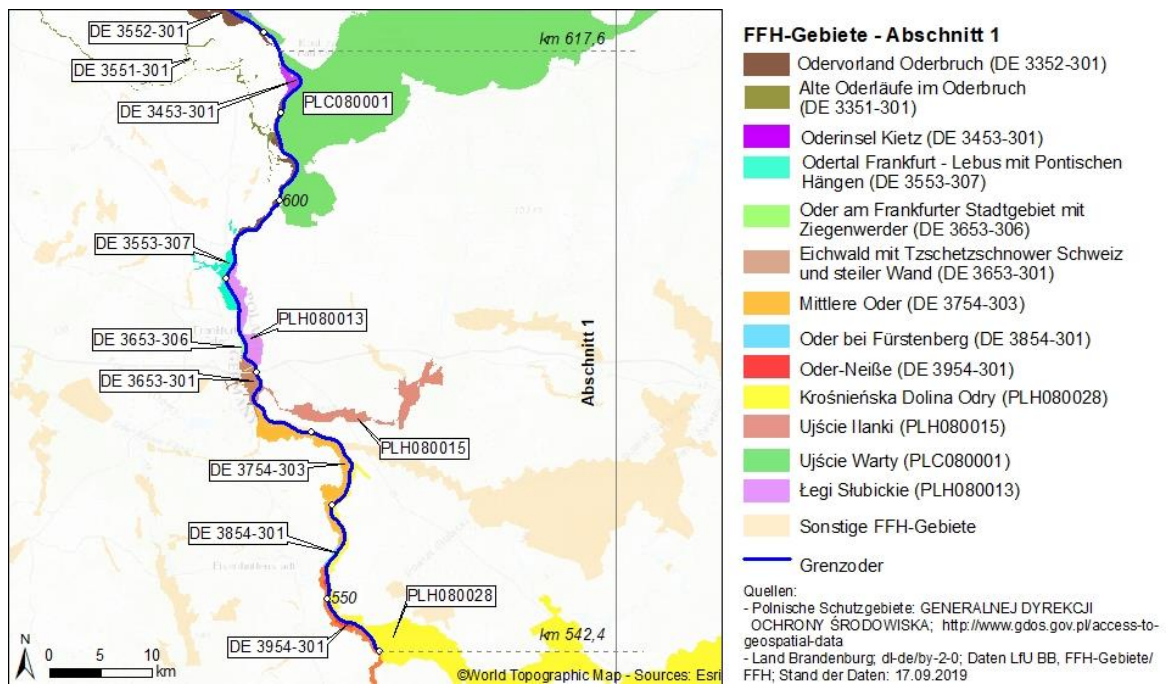 DE 3552-301
DE 3551-301
DE 3453-301
PLC080001
km 617,6
600
DE 3553-307
PLH080013
DE 3653-306
DE 3653-301
PLH080015
DE 3754-303
DE 3854-301
PLH080028
550
DE 3954-301
km 542,4
Abschnitt 1
N
0 5 10
km
©World Topographic Map - Sources: Esri
FFH-Gebiete - Abschnitt 1
Odervorland Oderbruch (DE 3352-301)
Alte Oderläufe im Oderbruch
(DE 3351-301)
Oderinsel Kietz (DE 3453-301)
Odertal Frankfurt - Lebus mit Pontischen
Hängen (DE 3553-307)
Oder am Frankfurter Stadtgebiet mit
Ziegenwerder (DE 3653-306)
Eichwald mit Tzschetzschnower Schweiz
und steiler Wand (DE 3653-301)
Mittlere Oder (DE 3754-303)
Oder bei Fürstenberg (DE 3854-301)
Oder-Neiße (DE 3954-301)
Krośnieńska Dolina Odry (PLH080028)
Ujście Ilanki (PLH080015)
Ujście Warty (PLC080001)
Łęgi Słubickie (PLH080013)
Sonstige FFH-Gebiete
Grenzoder
Quellen:
- Polnische Schutzgebiete: GENERALNEJ DYREKCJI
OCHRONY ŚRODOWISKA; http://www.gdos.gov.pl/access-to-
geospatial-data
- Land Brandenburg; dl-de/by-2-0; Daten LfU BB, FFH-Gebiete/
FFH; Stand der Daten: 17.09.2019